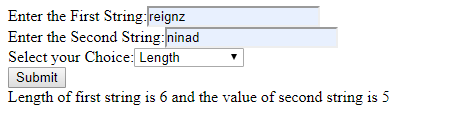 Enter the First String:reignz
Enter the Second String:ninad
Select your Choice:Length
Submit
Length of first string is 6 and the value of second string is 5